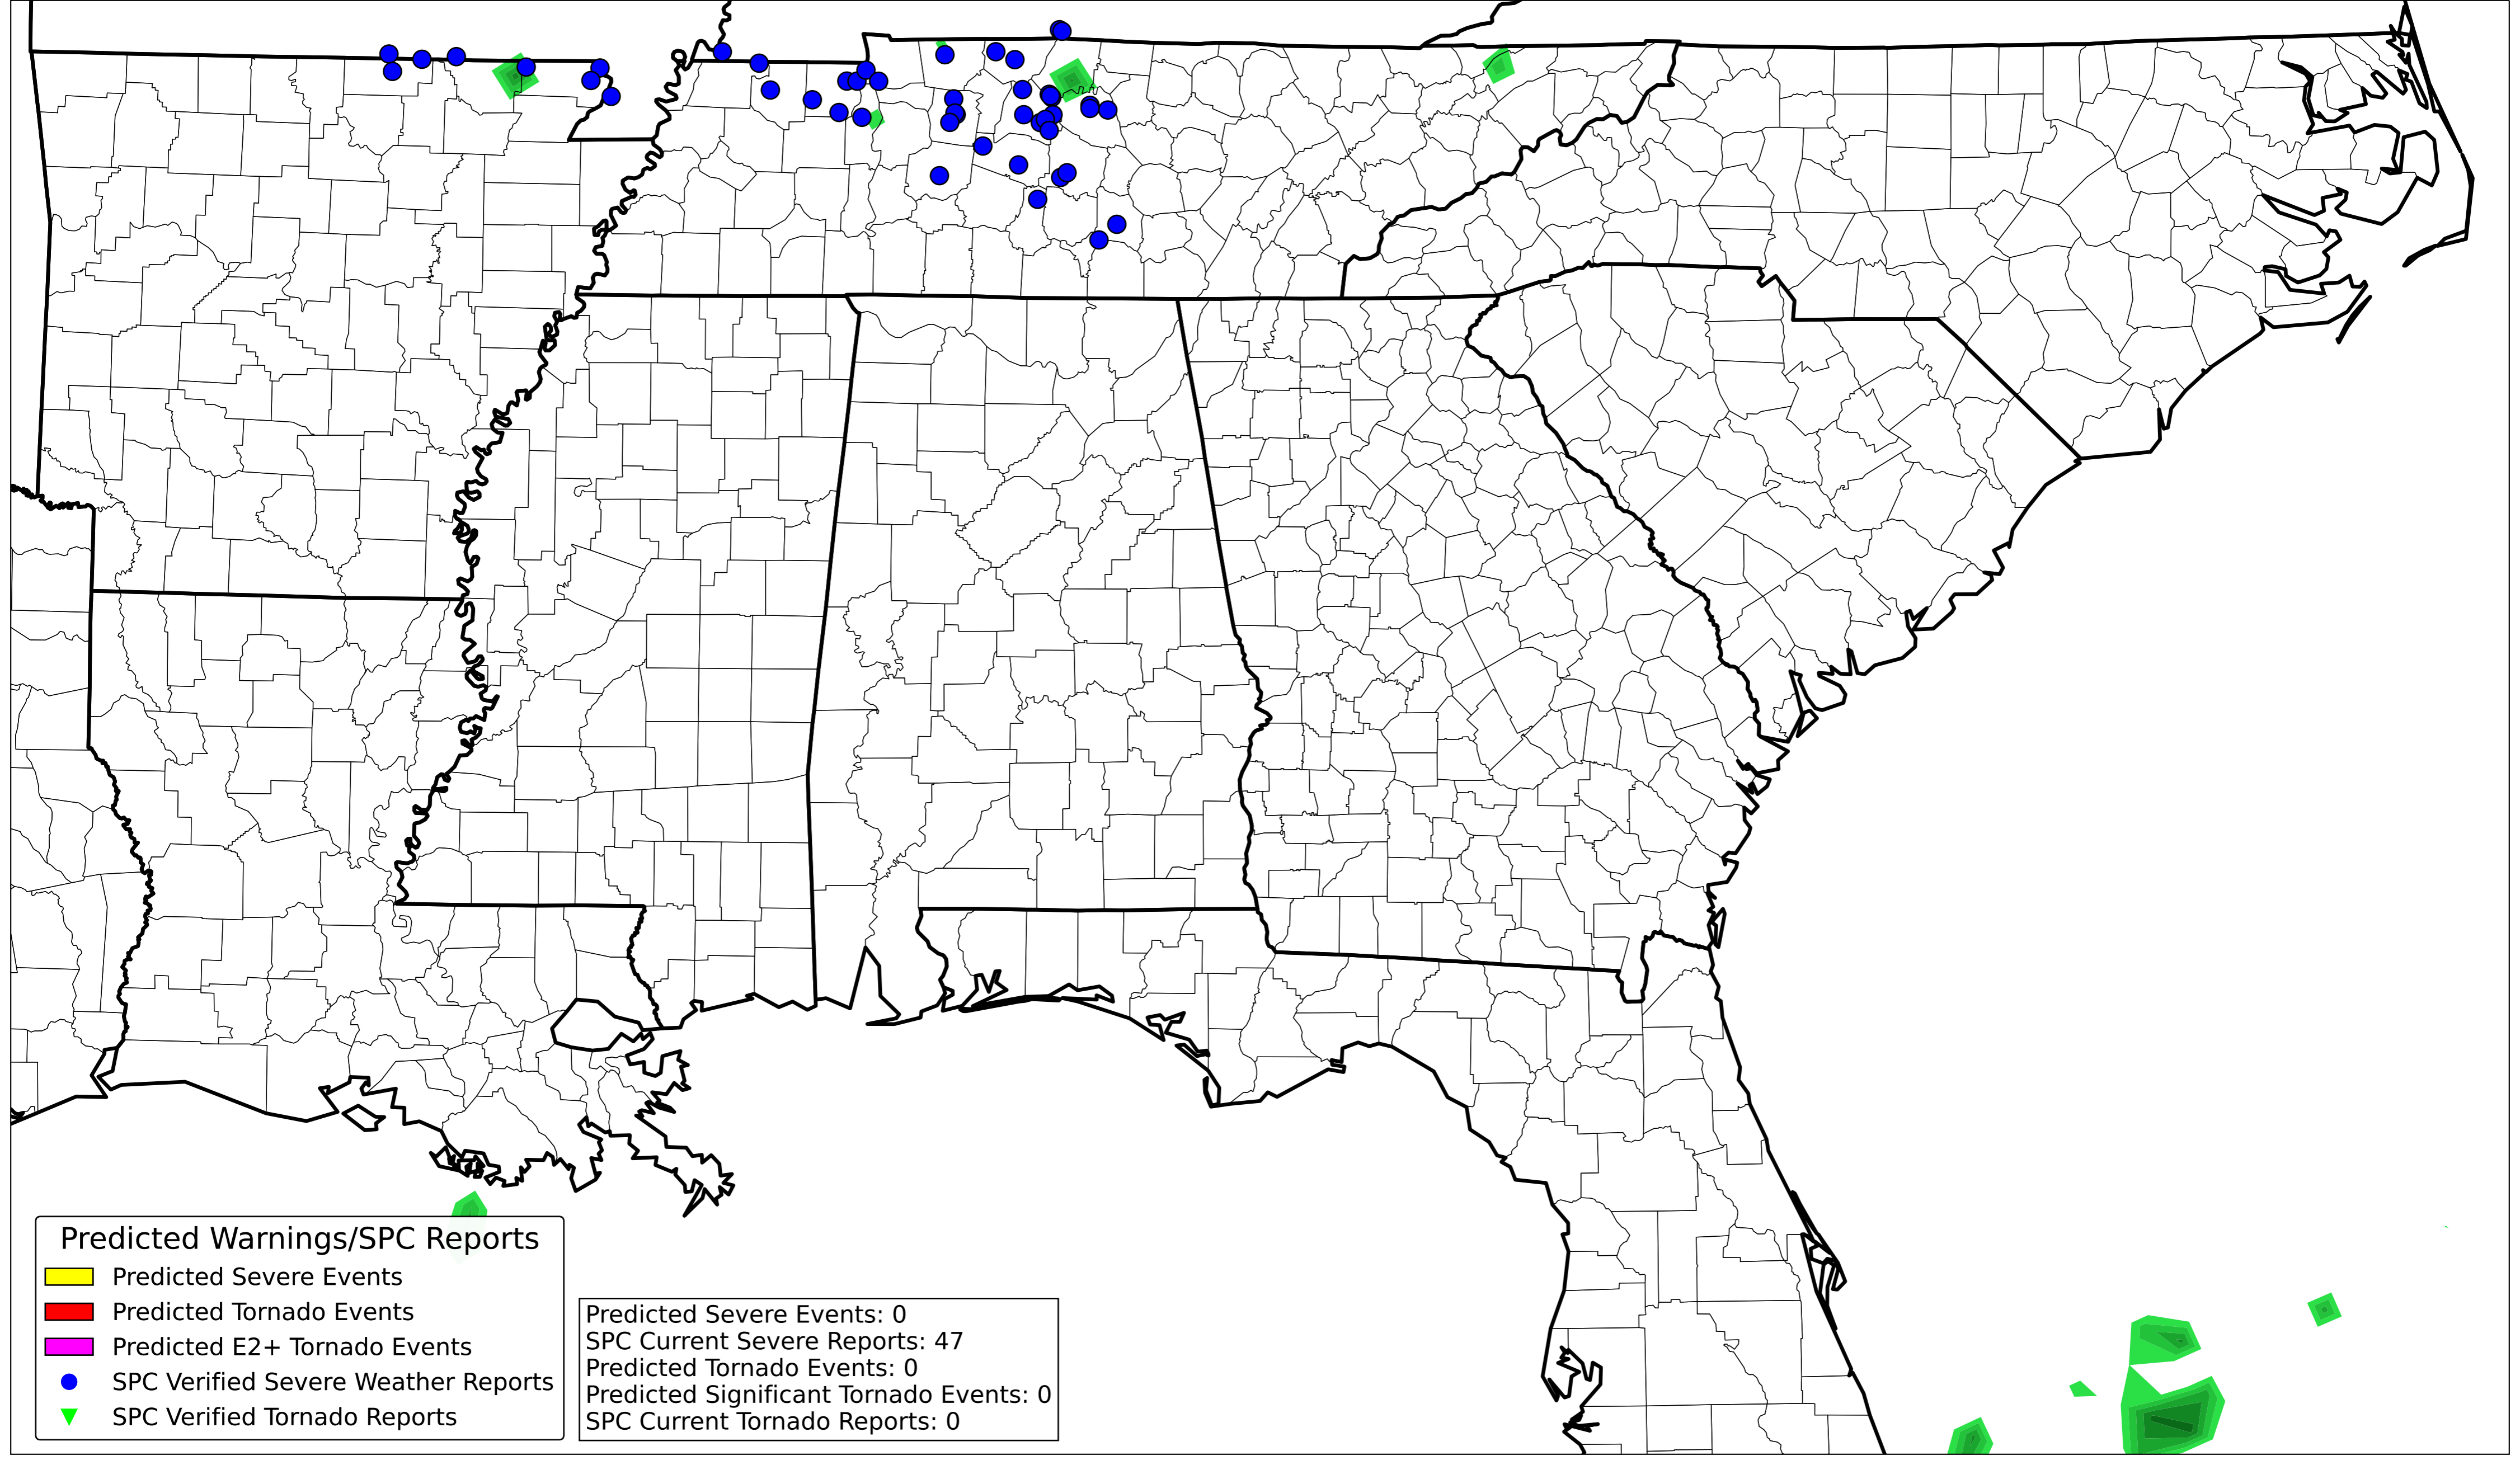 Predicted Warnings/SPC Reports
Predicted Severe Events
Predicted Tornado Events
Predicted E2+ Tornado Events
SPC Verified Severe Weather Reports
SPC Verified Tornado Reports
Predicted Severe Events: 0
SPC Current Severe Reports: 47
Predicted Tornado Events: 0
Predicted Significant Tornado Events: 0
SPC Current Tornado Reports: 0